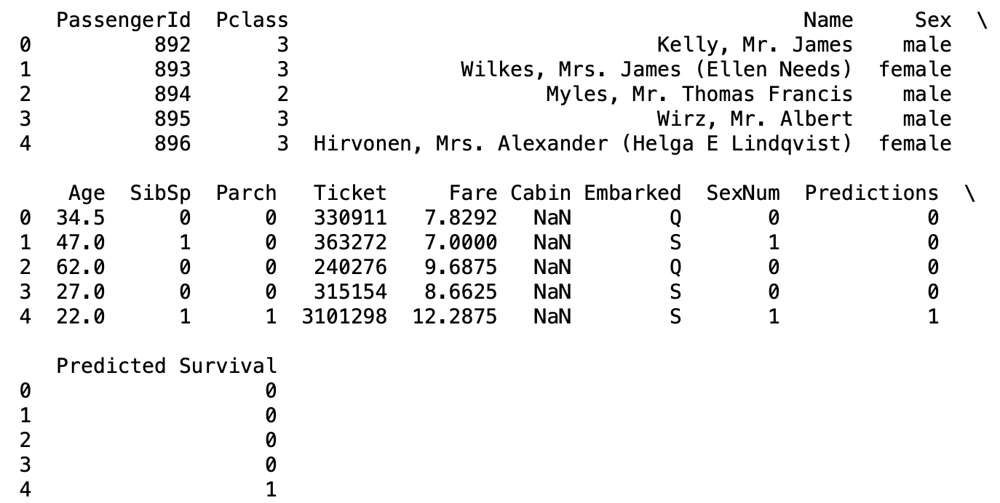 PassengerId  Pclass                                          Name     Sex  \
0          892       3                              Kelly, Mr. James    male
1          893       3              Wilkes, Mrs. James (Ellen Needs)  female
2          894       2                     Myles, Mr. Thomas Francis    male
3          895       3                              Wirz, Mr. Albert    male
4          896       3  Hirvonen, Mrs. Alexander (Helga E Lindqvist)  female
Age  SibSp  Parch   Ticket     Fare Cabin Embarked  SexNum  Predictions  \
0  34.5      0      0   330911   7.8292   NaN        Q       0            0
1  47.0      1      0   363272   7.0000   NaN        S       1            0
2  62.0      0      0   240276   9.6875   NaN        Q       0            0
3  27.0      0      0   315154   8.6625   NaN        S       0            0
4  22.0      1      1  3101298  12.2875   NaN        S       1            1
Predicted Survival
0                   0
1                   0
2                   0
3                   0
4                   1